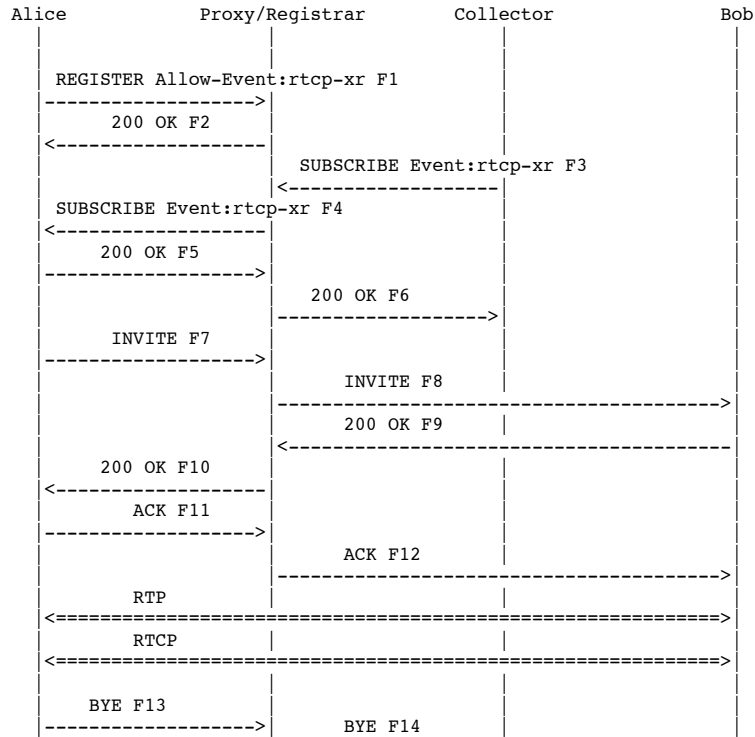 Alice Proxy/Registrar Collector Bob
REGISTER Allow-Event:rtcp-xr F1
200 OK F2
SUBSCRIBE Event:rtcp-xr F3
SUBSCRIBE Event:rtcp-xr F4
200 OK F5
200 OK F6
INVITE F7
INVITE F8
200 OK F9
200 OK F10
ACK F11
ACK F12
RTP
RTCP
BYE F13
BYE F14